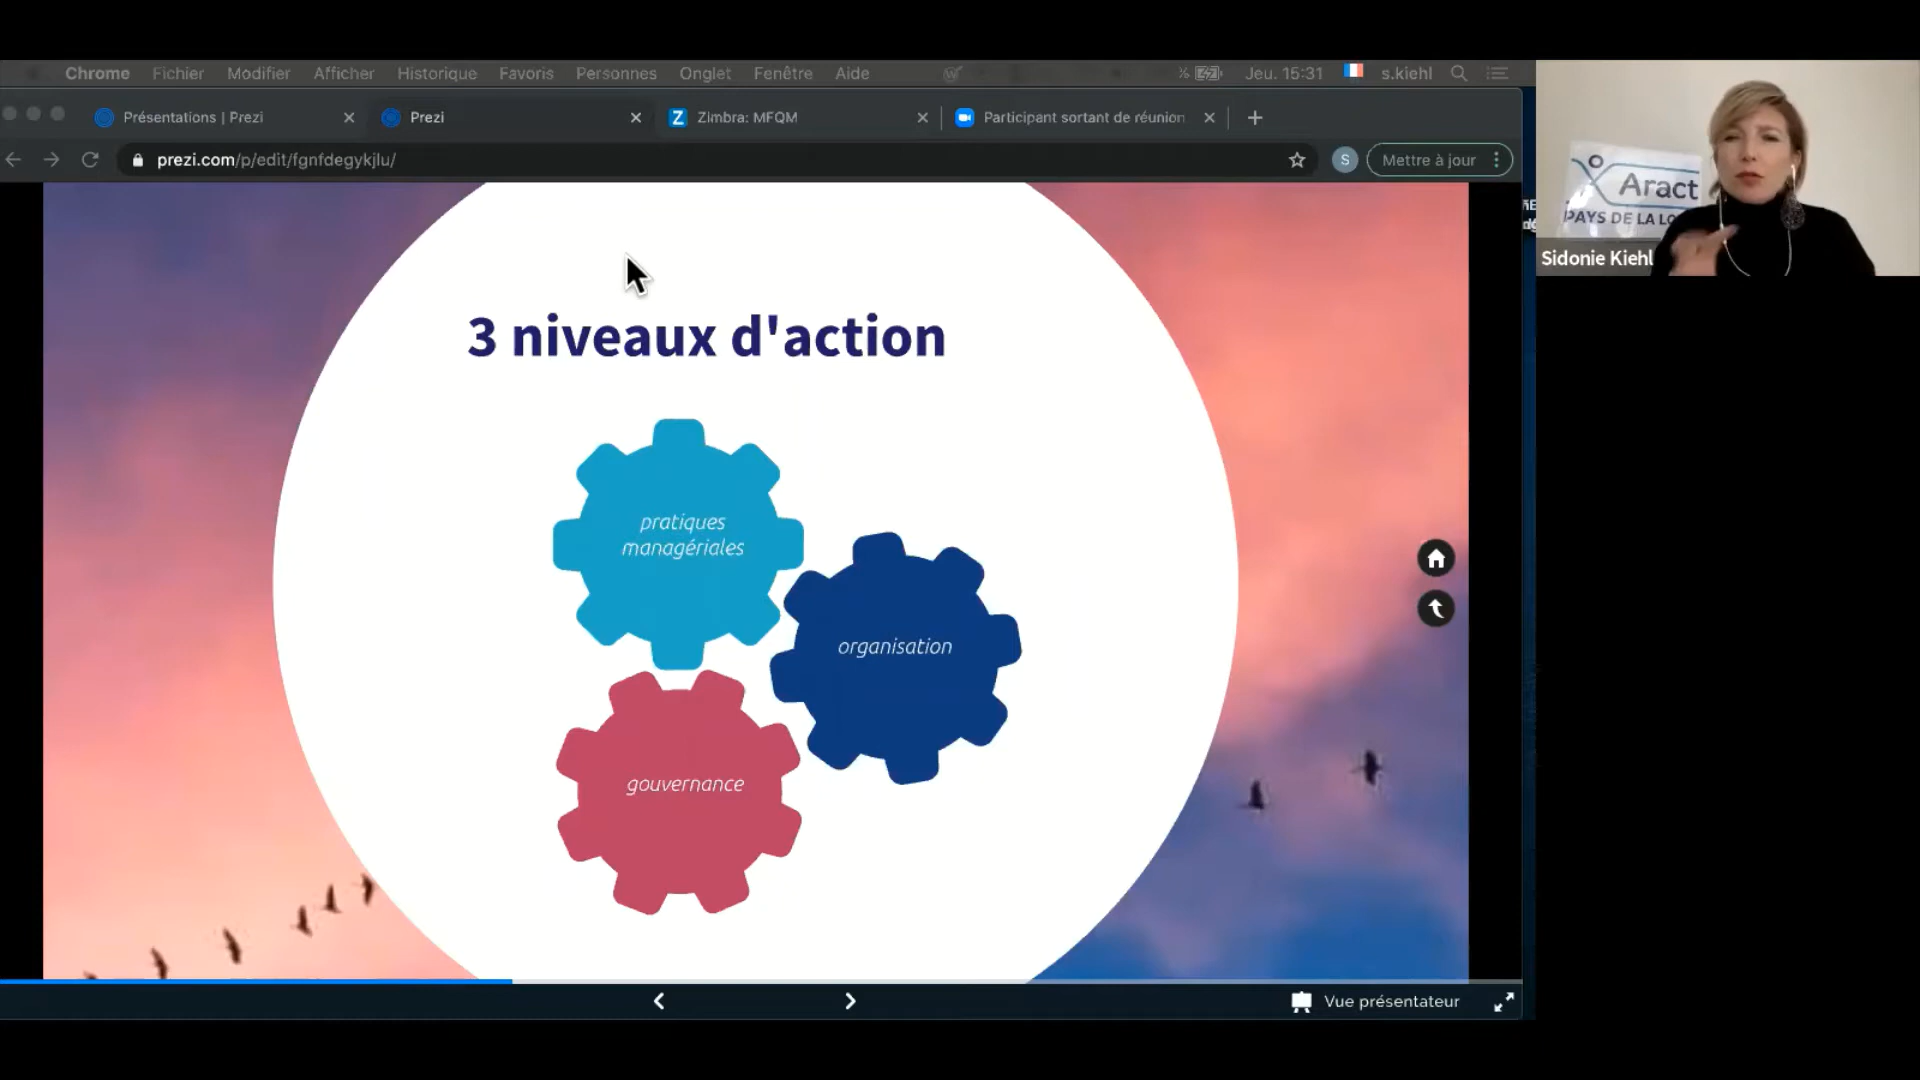 Chrome Fichier Modifier Afficher Historique Favoris Personnes Onglet Fenêtre Aide
Jeu. 15:31 s.kiehl
Présentations | Prezi
Prezi
Zimbra: MFQM
Participant sortant de réunion
prezi.com/p/edit/fgnfdegykjlu/
S
Mettre à jour
Aract
PAYS DE LA LO
Sidonie Kiehl
3 niveaux d'action
pratiques
managériales
organisation
gouvernance
Vue présentateur